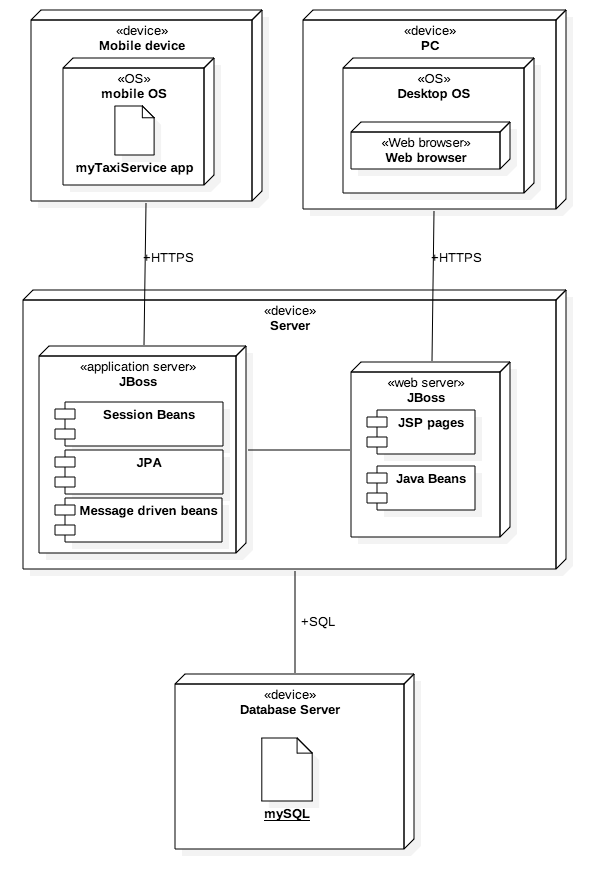 «device»
Mobile device
«OS»
mobile OS
myTaxiService app
«device»
PC
«OS»
Desktop OS
«Web browser»
Web browser
+HTTPS
+HTTPS
«device»
Server
«application server»
JBoss
Session Beans
JPA
Message driven beans
«web server»
JBoss
JSP pages
Java Beans
+SQL
«device»
Database Server
mySQL